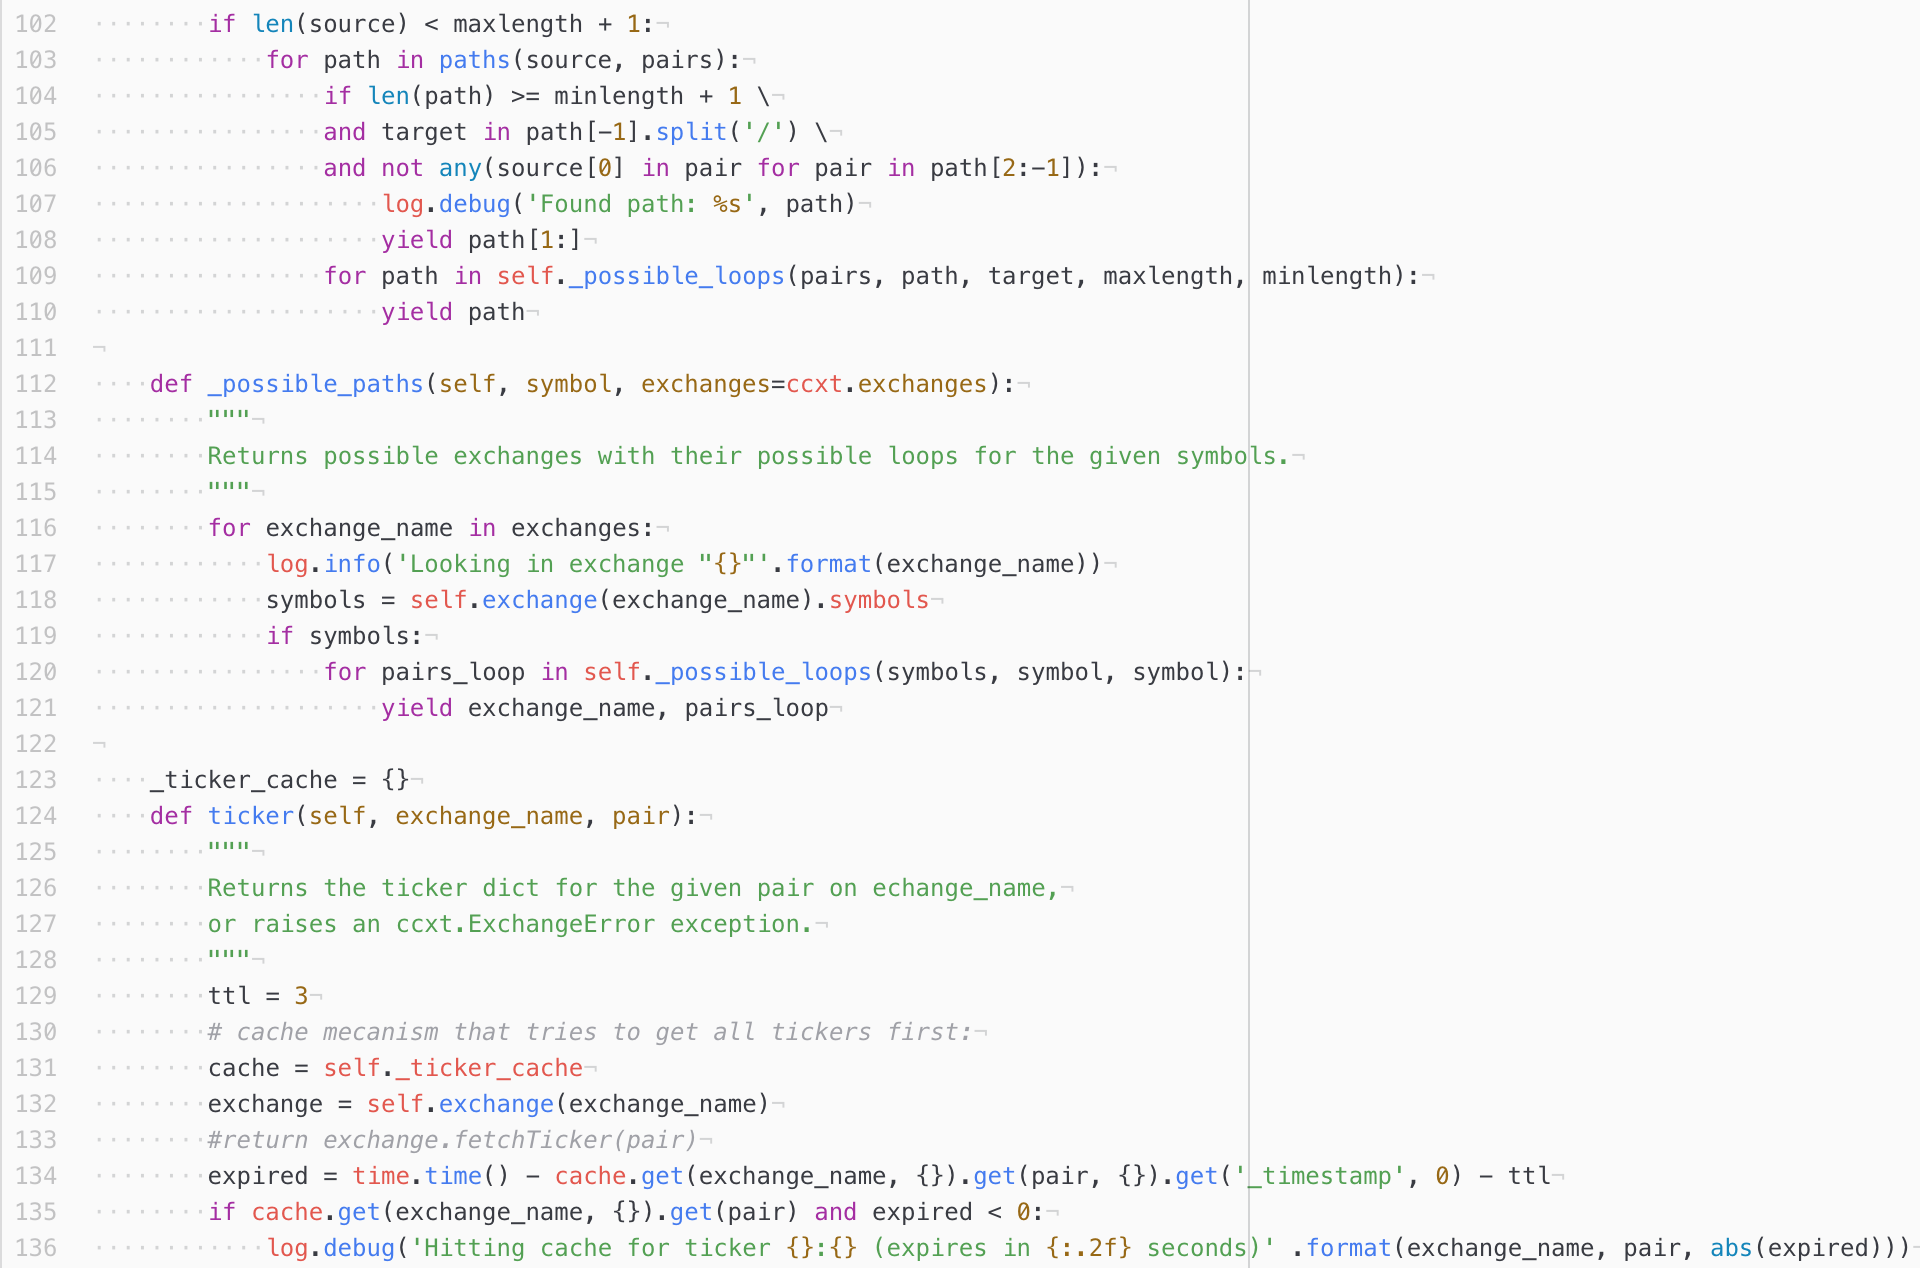 102         if len(source) < maxlength + 1:¬
103             for path in paths(source, pairs):¬
104                 if len(path) >= minlength + 1 \¬
105                 and target in path[-1].split('/') \¬
106                 and not any(source[0] in pair for pair in path[2:-1]):¬
107                     log.debug('Found path: %s', path)¬
108                     yield path[1:]¬
109                 for path in self._possible_loops(pairs, path, target, maxlength, minlength):¬
110                     yield path¬
111 ¬
112     def _possible_paths(self, symbol, exchanges=ccxt.exchanges):¬
113         """¬
114         Returns possible exchanges with their possible loops for the given symbols.¬
115         """¬
116         for exchange_name in exchanges:¬
117             log.info('Looking in exchange "{}"'.format(exchange_name))¬
118             symbols = self.exchange(exchange_name).symbols¬
119             if symbols:¬
120                 for pairs_loop in self._possible_loops(symbols, symbol, symbol):¬
121                     yield exchange_name, pairs_loop¬
122 ¬
123     _ticker_cache = {}¬
124     def ticker(self, exchange_name, pair):¬
125         """¬
126         Returns the ticker dict for the given pair on echange_name,¬
127         or raises an ccxt.ExchangeError exception.¬
128         """¬
129         ttl = 3¬
130         # cache mecanism that tries to get all tickers first:¬
131         cache = self._ticker_cache¬
132         exchange = self.exchange(exchange_name)¬
133         #return exchange.fetchTicker(pair)¬
134         expired = time.time() - cache.get(exchange_name, {}).get(pair, {}).get('_timestamp', 0) - ttl¬
135         if cache.get(exchange_name, {}).get(pair) and expired < 0:¬
136             log.debug('Hitting cache for ticker {}:{} (expires in {:.2f} seconds)' .format(exchange_name, pair, abs(expired)))¬